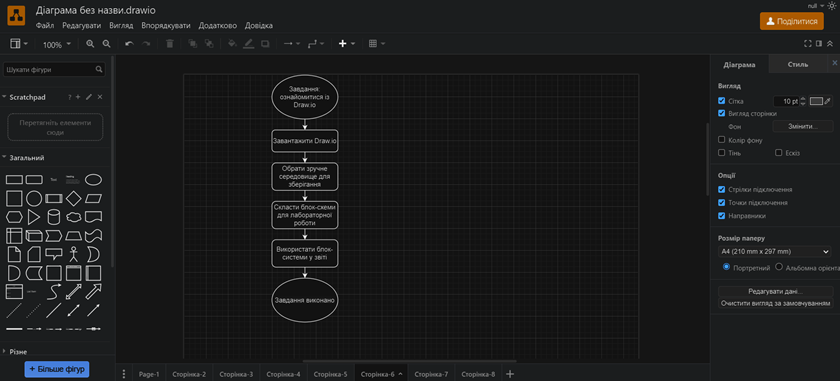 Діаграма без назви.drawio
null
Файл Редагувати Вигляд Впорядкувати Додатково Довідка
Поділитися
100%
Шукати фігури
Scratchpad
Перетягніть елементи
сюди
Загальний
Text
Різне
+ Більше фігур
Завдання:
ознайомитися із
Draw.io
Завантажити Draw.io
Обрати зручне
середовище для
зберігання
Скласти блок-схеми
для лабораторної
роботи
Використати блок-
системи у звіті
Завдання виконано
Page-1 Сторінка-2 Сторінка-3 Сторінка-4 Сторінка-5 Сторінка-6 Сторінка-7 Сторінка-8
Діаграма Стиль
Вигляд
Сітка 10 pt
Вигляд сторінки
Фон Змінити...
Колір фону
Тінь Ескіз
Опції
Стрілки підключення
Точки підключення
Направники
Розмір паперу
A4 (210 mm x 297 mm)
Портретний Альбомна орієнта
Редагувати дані...
Очистити вигляд за замовчуванням